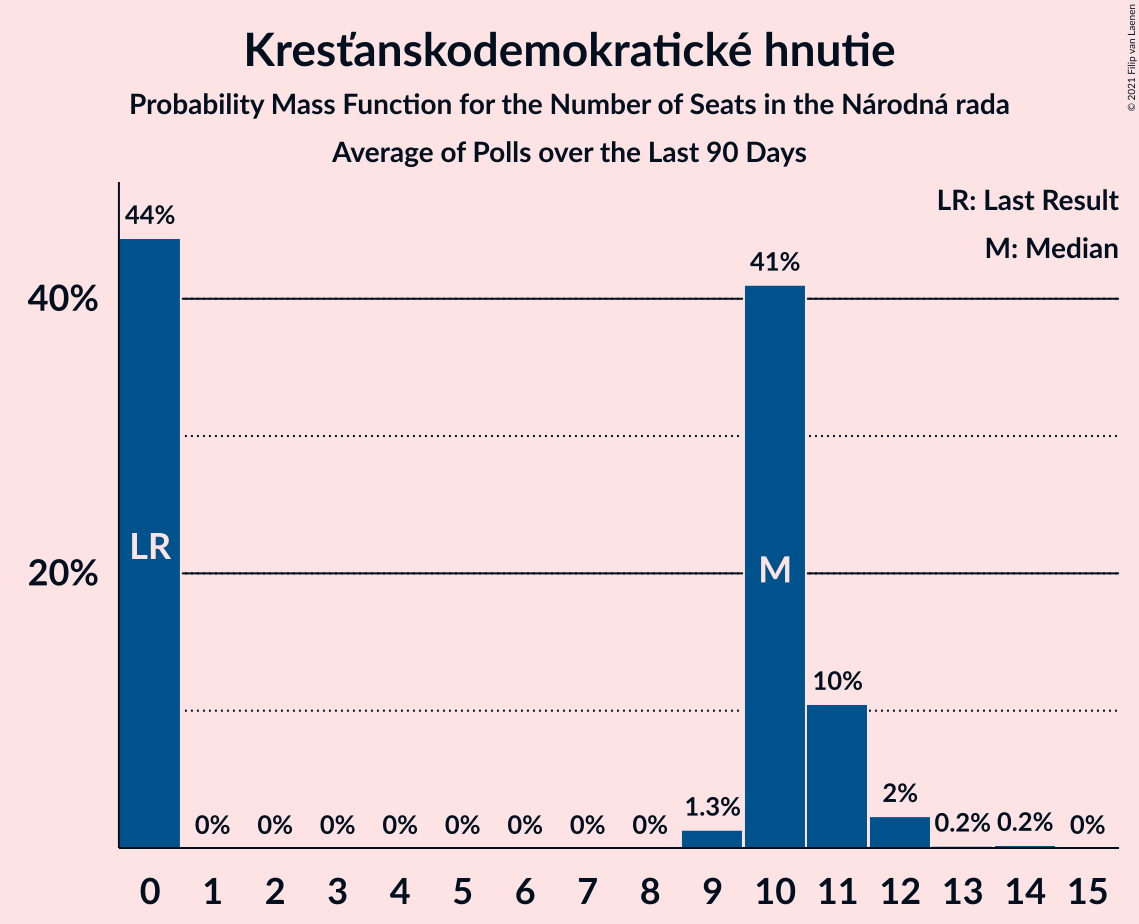 Kresťanskodemokratické hnutie
Probability Mass Function for the Number of Seats in the Národná rada
Average of Polls over the Last 90 Days
© 2021 Filip van Laenen
LR: Last Result
M: Median
44%
41%
40%
LR
M
20%
10%
0% 0% 0% 0% 0% 0% 0% 0% 1.3% 2% 0.2% 0.2% 0%
0 1 2 3 4 5 6 7 8 9 10 11 12 13 14 15